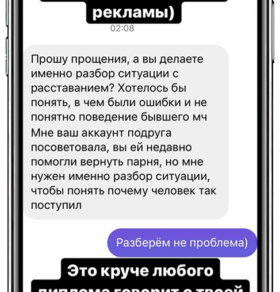 рекламы)
02:08
Прошу прощения, а вы делаете
именно разбор ситуации с
расставанием? Хотелось бы
понять, в чем были ошибки и не
понятно поведение бывшего мч
Мне ваш аккаунт подруга
посоветовала, вы ей недавно
помогли вернуть парня, но мне
нужен именно разбор ситуации,
чтобы понять почему человек так
поступил
Разберём не проблема)
Это круче любого
диплома говорит о твоей